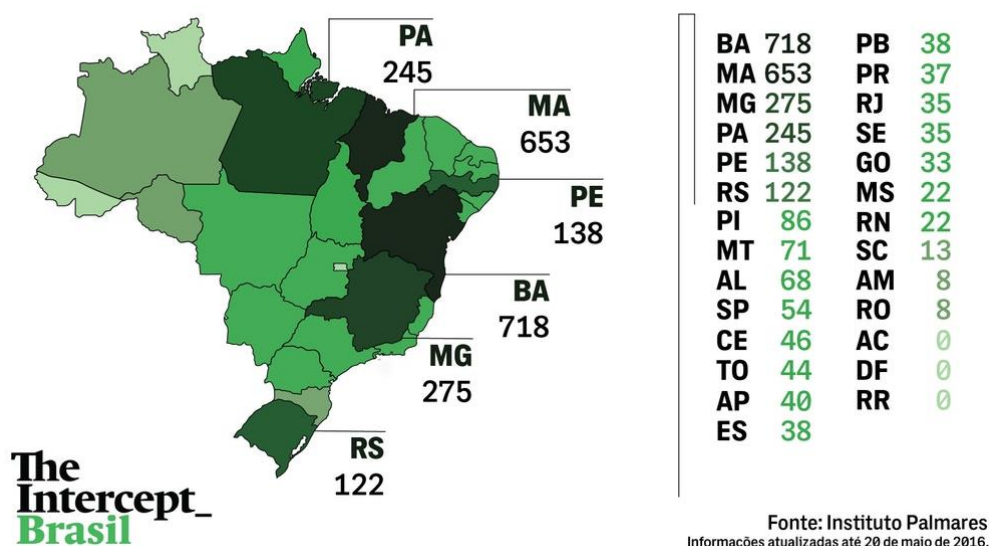 PA
245
MA
653
PE
138
BA
718
MG
275
RS
122
BA 718
MA 653
MG 275
PA 245
PE 138
RS 122
PI 86
MT 71
AL 68
SP 54
CE 46
TO 44
AP 40
ES 38
PB 38
PR 37
RJ 35
SE 35
GO 33
MS 22
RN 22
SC 13
AM 8
RO 8
AC 0
DF 0
RR 0
The
Intercept_
Brasil
Fonte: Instituto Palmares
Informações atualizadas até 20 de maio de 2016.